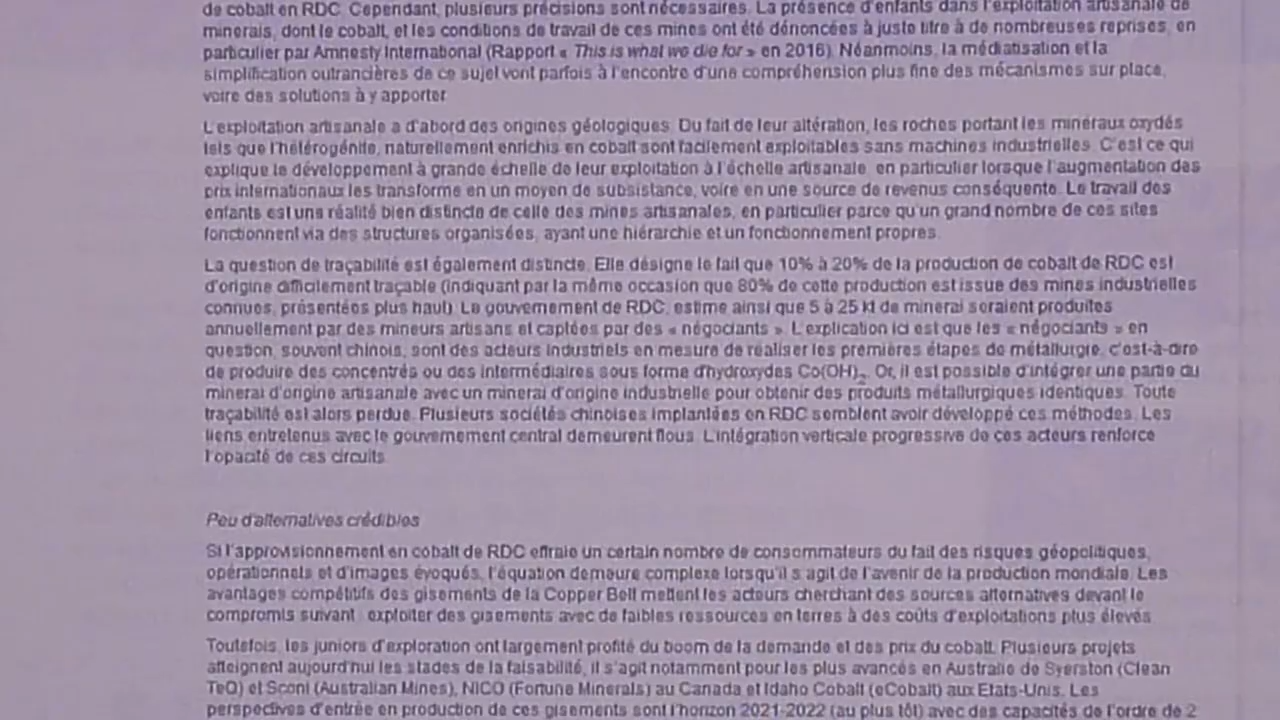 de cobalt en RDC. Cependant, plusieurs précisions sont nécessaires. La présence d'enfants dans l'exploitation artisanale de
minerais, dont le cobalt, et les conditions de travail de ces mines ont été dénoncées à juste titre à de nombreuses reprises, en
particulier par Amnesty International (Rapport « This is what we die for » en 2016). Néanmoins, la médiatisation et la
simplification outrancières de ce sujet vont parfois à l'encontre d'une compréhension plus fine des mécanismes sur place,
voire des solutions à y apporter.
L'exploitation artisanale a d'abord des origines géologiques. Du fait de leur altération, les roches portant les minéraux oxydés
tels que l'hétérogénite, naturellement enrichis en cobalt sont facilement exploitables sans machines industrielles. C'est ce qui
explique le développement à grande échelle de leur exploitation à l'échelle artisanale, en particulier lorsque l'augmentation des
prix internationaux les transforme en un moyen de subsistance, voire en une source de revenus conséquente. Le travail des
enfants est une réalité bien distincte de celle des mines artisanales, en particulier parce qu'un grand nombre de ces sites
fonctionnent via des structures organisées, ayant une hiérarchie et un fonctionnement propres.
La question de traçabilité est également distincte. Elle désigne le fait que 10% à 20% de la production de cobalt de RDC est
d'origine difficilement traçable (indiquant par la même occasion que 80% de cette production est issue des mines industrielles
connues, présentées plus haut). Le gouvernement de RDC, estime ainsi que 5 à 25 kt de minerai seraient produites
annuellement par des mineurs artisans et captées par des « négociants ». L'explication ici est que les « négociants » en
question, souvent chinois, sont des acteurs industriels en mesure de réaliser les premières étapes de métallurgie, c'est-à-dire
de produire des concentrés ou des intermédiaires sous forme d'hydroxydes Co(OH)₂. Or, il est possible d'intégrer une partie du
minerai d'origine artisanale avec un minerai d'origine industrielle pour obtenir des produits métallurgiques identiques. Toute
traçabilité est alors perdue. Plusieurs sociétés chinoises implantées en RDC semblent avoir développé ces méthodes. Les
liens entretenus avec le gouvernement central demeurent flous. L'intégration verticale progressive de ces acteurs renforce
l'opacité de ces circuits.
Peu d'alternatives crédibles
Si l'approvisionnement en cobalt de RDC effraie un certain nombre de consommateurs du fait des risques géopolitiques,
opérationnels et d'images évoqués, l'équation demeure complexe lorsqu'il s'agit de l'avenir de la production mondiale. Les
avantages compétitifs des gisements de la Copper Belt mettent les acteurs cherchant des sources alternatives devant le
compromis suivant : exploiter des gisements avec de faibles ressources en terres à des coûts d'exploitations plus élevés.
Toutefois, les juniors d'exploration ont largement profité du boom de la demande et des prix du cobalt. Plusieurs projets
atteignent aujourd'hui les stades de la faisabilité, il s'agit notamment pour les plus avancés en Australie de Syerston (Clean
TeQ) et Sconi (Australian Mines), NICO (Fortune Minerals) au Canada et Idaho Cobalt (eCobalt) aux Etats-Unis. Les
perspectives d'entrée en production de ces gisements sont l'horizon 2021-2022 (au plus tôt) avec des capacités de l'ordre de 2